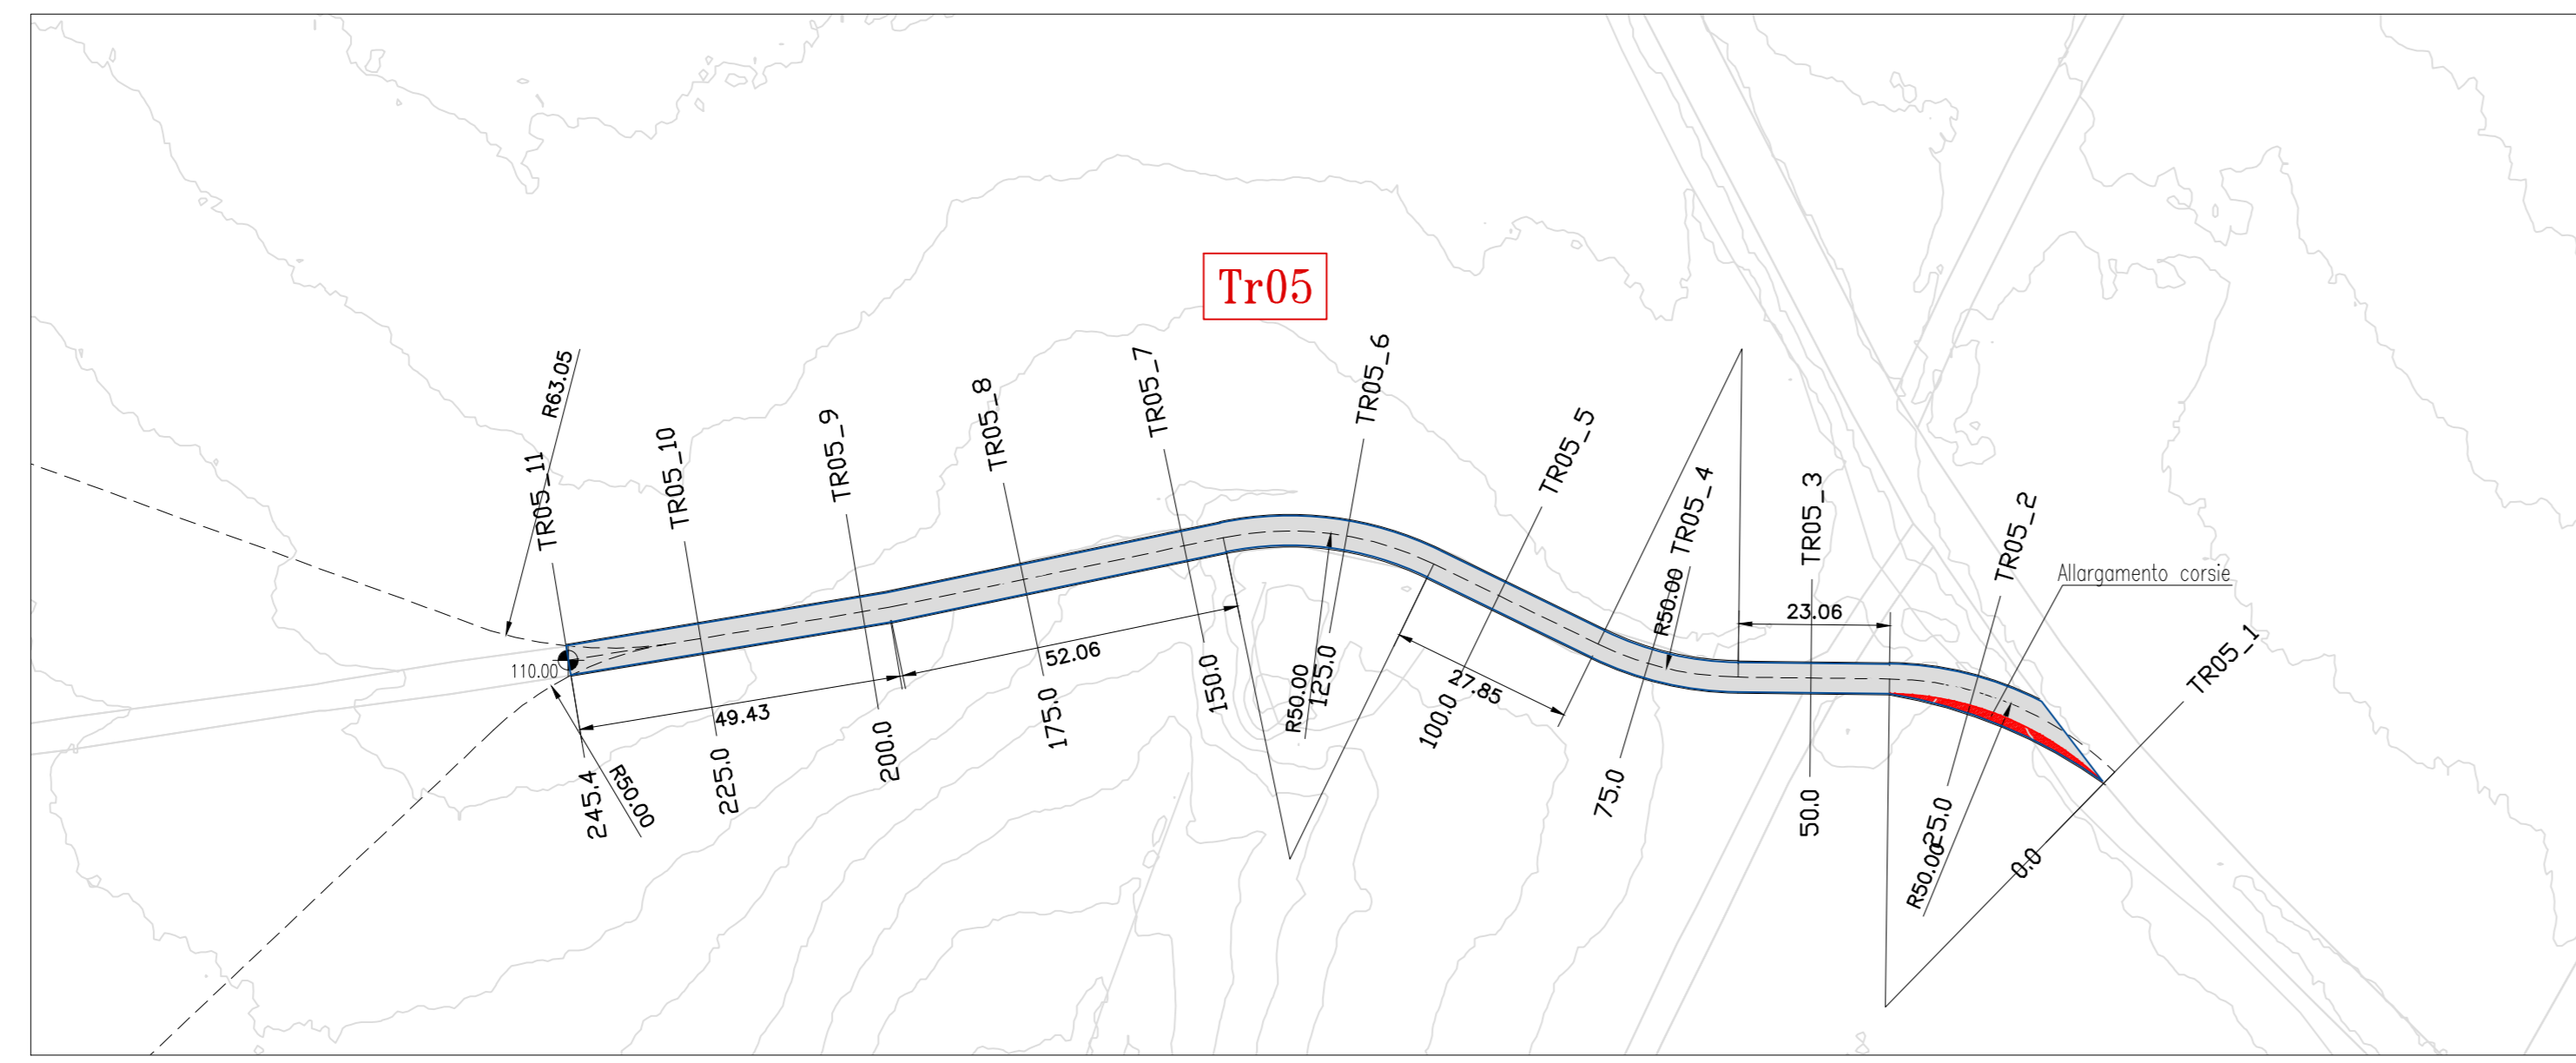 Tr05
R63.05
TR05_11
TR05_10
TR05_9
TR05_8
TR05_7
TR05_6
TR05_5
TR05_4
TR05_3
TR05_2
TR05_1
Allargamento corsie
110.00
49.43
52.06
27.85
23.06
R50.00
R50.00
R50.00
R50.00
245.4
225.0
200.0
175.0
150.0
125.0
100.0
75.0
50.0
25.0
0.0